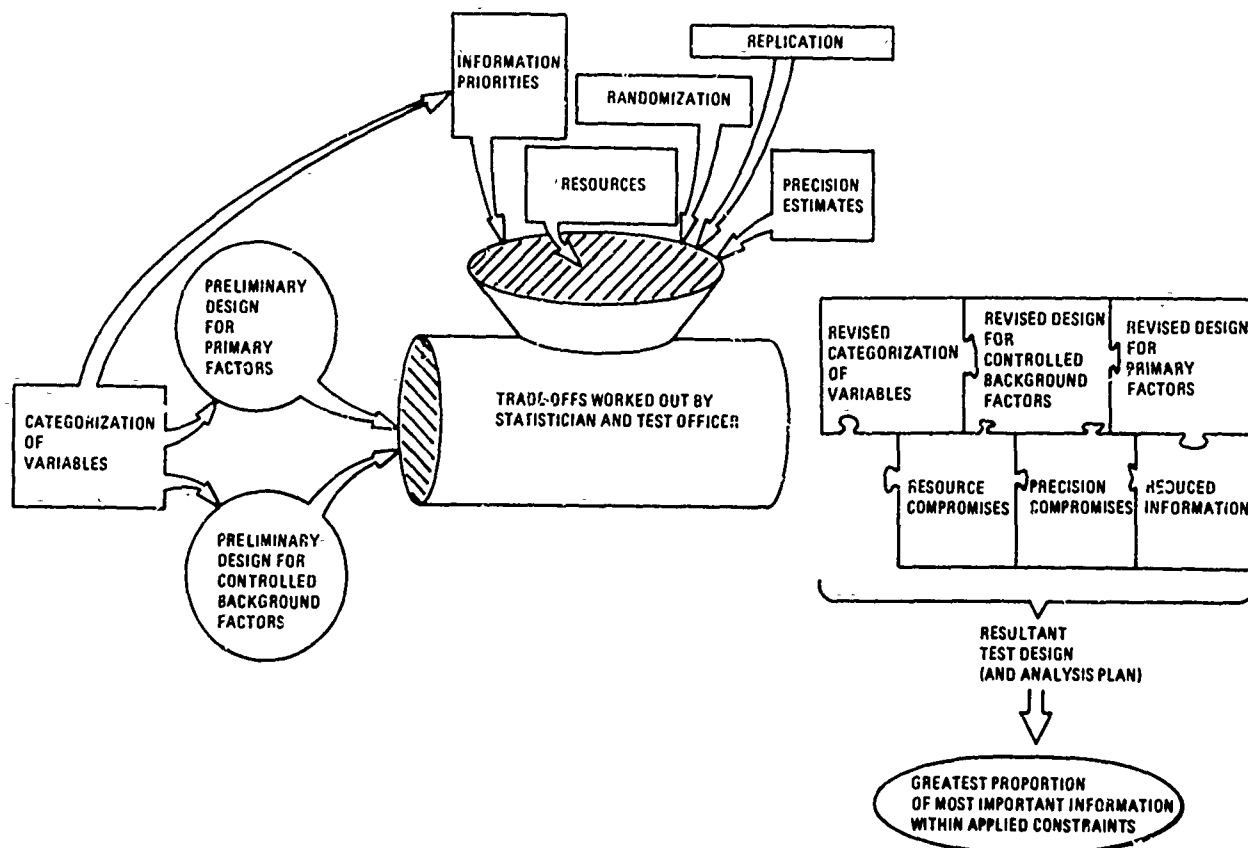 REPLICATION
INFORMATION
PRIORITIES
RANDOMIZATION
RESOURCES
PRECISION
ESTIMATES
PRELIMINARY
DESIGN
FOR
PRIMARY
FACTORS
CATEGORIZATION
OF
VARIABLES
PRELIMINARY
DESIGN FOR
CONTROLLED
BACKGROUND
FACTORS
TRADE-OFFS WORKED OUT BY
STATISTICIAN AND TEST OFFICER
REVISED
CATEGORIZATION
OF
VARIABLES
REVISED DESIGN
FOR
CONTROLLED
BACKGROUND
FACTORS
REVISED DESIGN
FOR
PRIMARY
FACTORS
RESOURCE
COMPROMISES
PRECISION
COMPROMISES
REDUCED
INFORMATION
RESULTANT
TEST DESIGN
(AND ANALYSIS PLAN)
GREATEST PROPORTION
OF MOST IMPORTANT INFORMATION
WITHIN APPLIED CONSTRAINTS